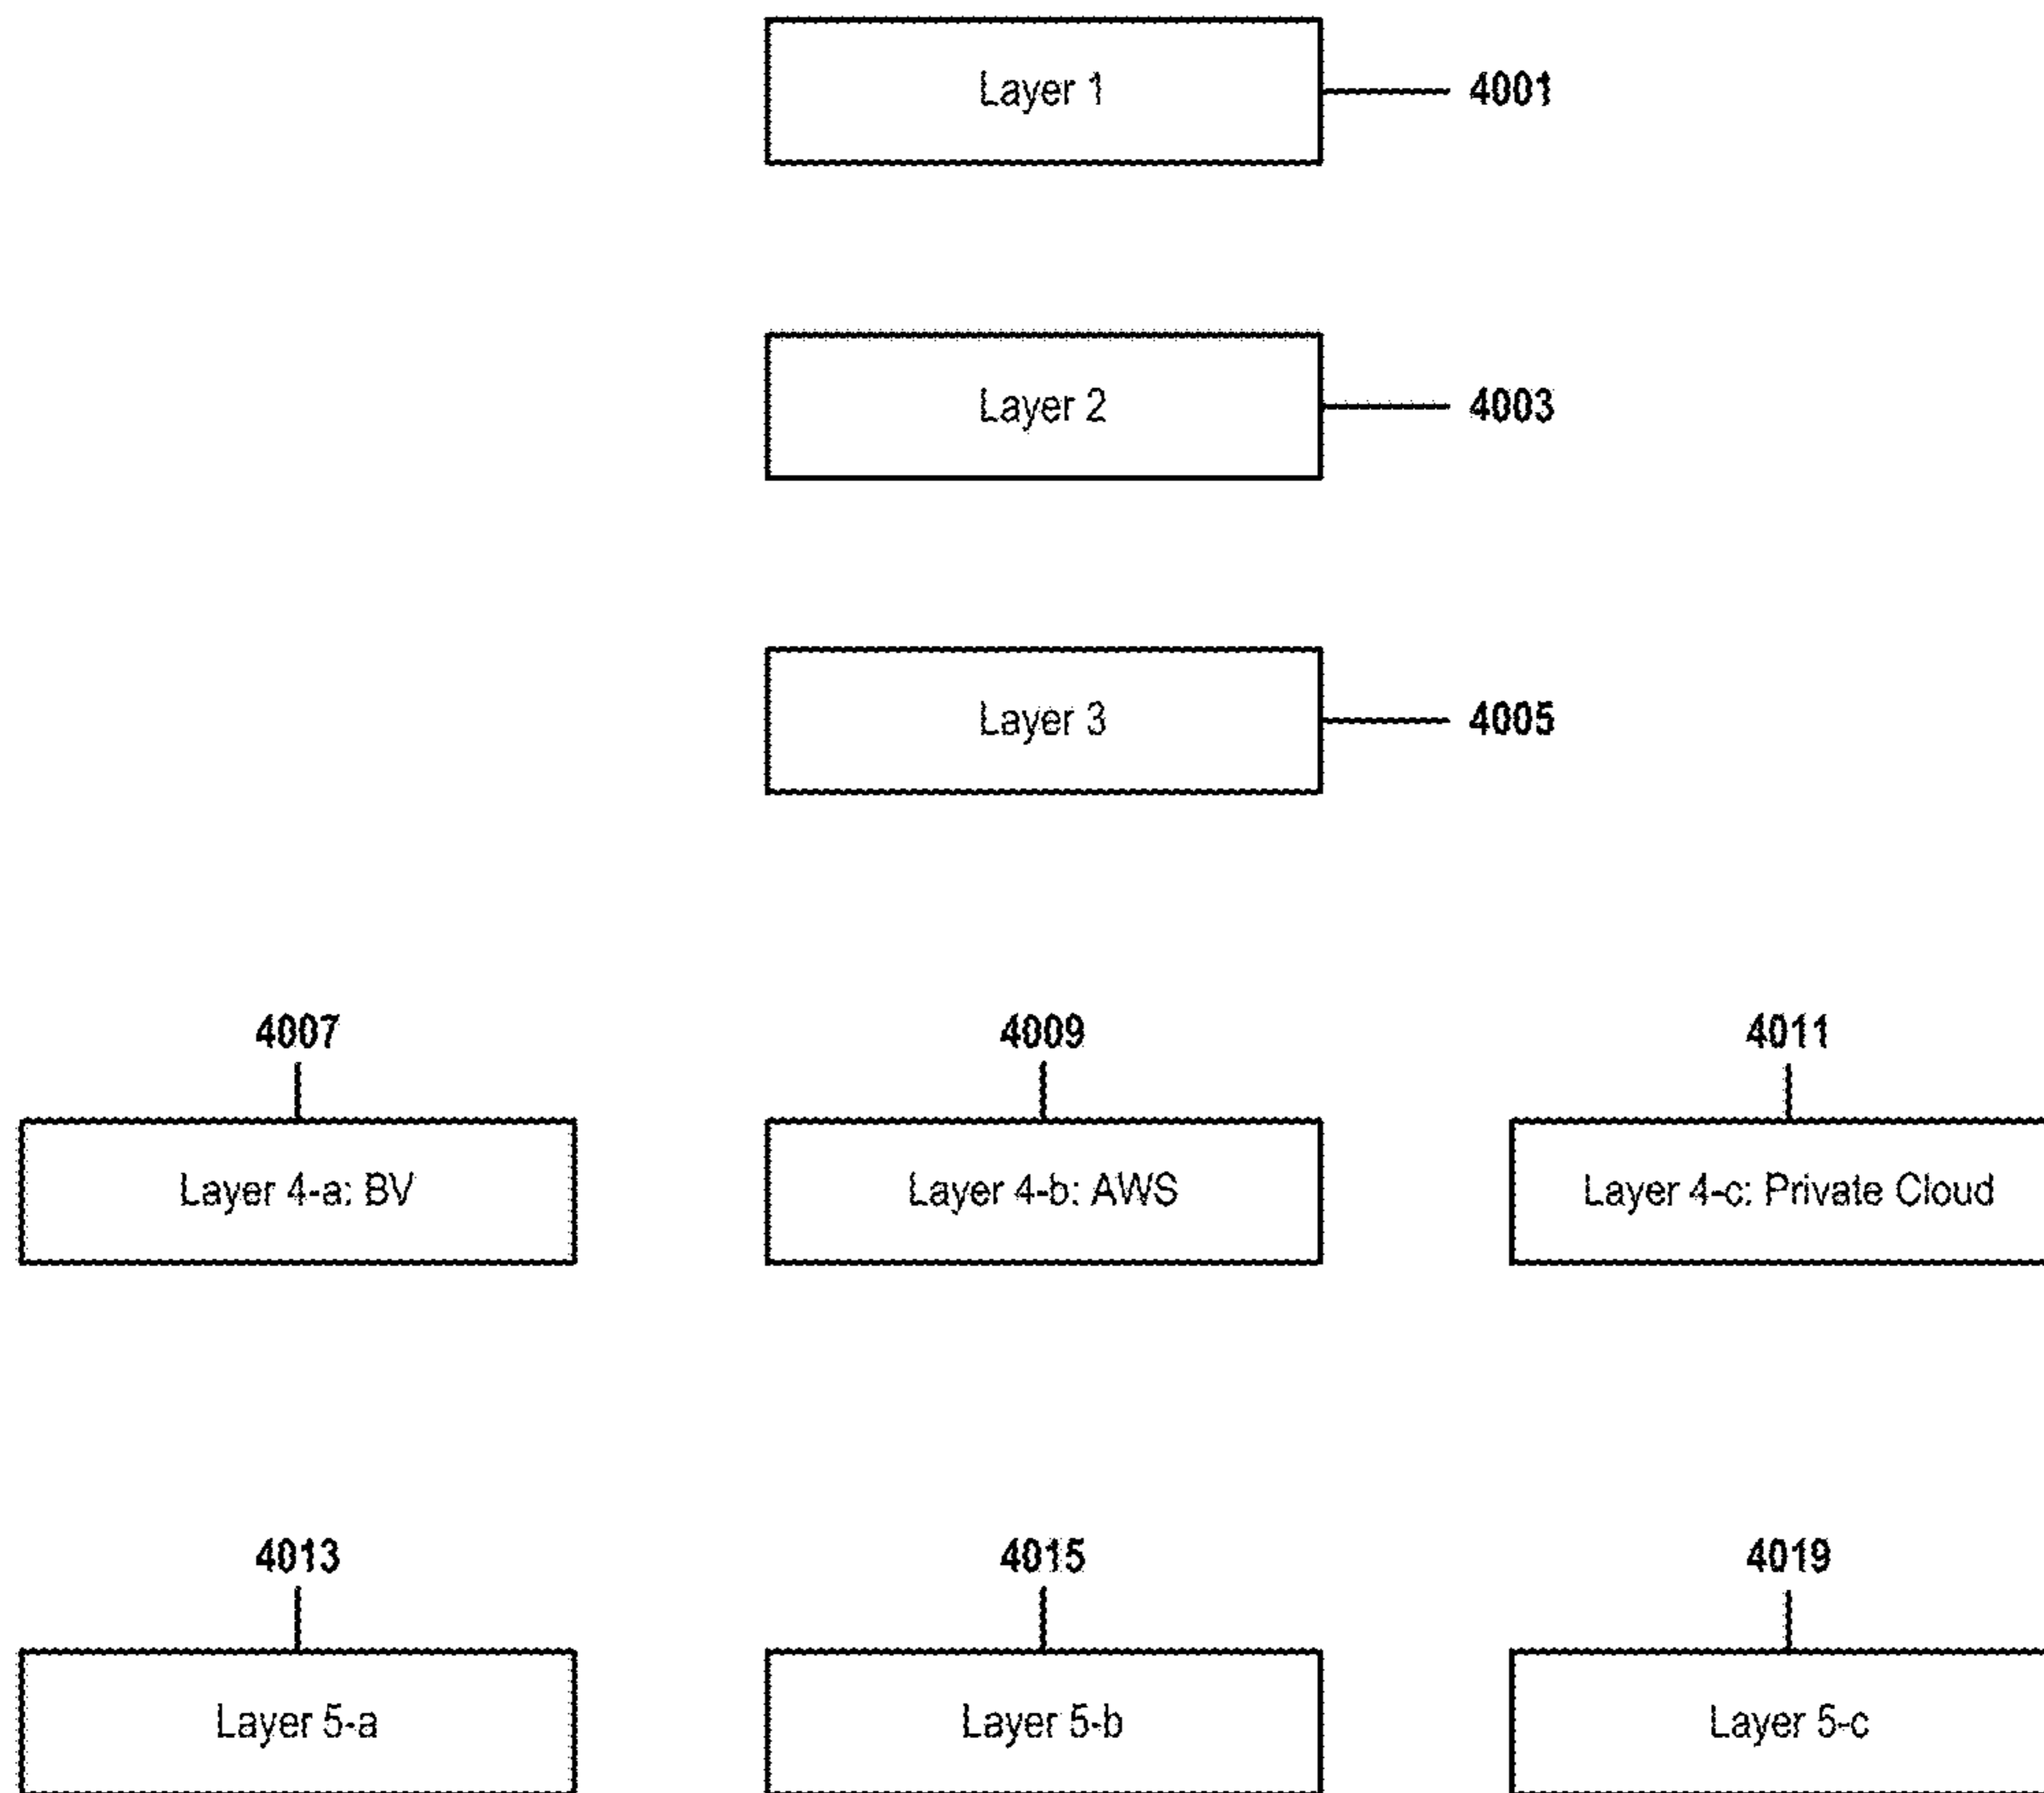 Layer 1
4001
Layer 2
4003
Layer 3
4005
4007
4009
4011
Layer 4-a: BV
Layer 4-b: AWS
Layer 4-c: Private Cloud
4013
4015
4019
Layer 5-a
Layer 5-b
Layer 5-c